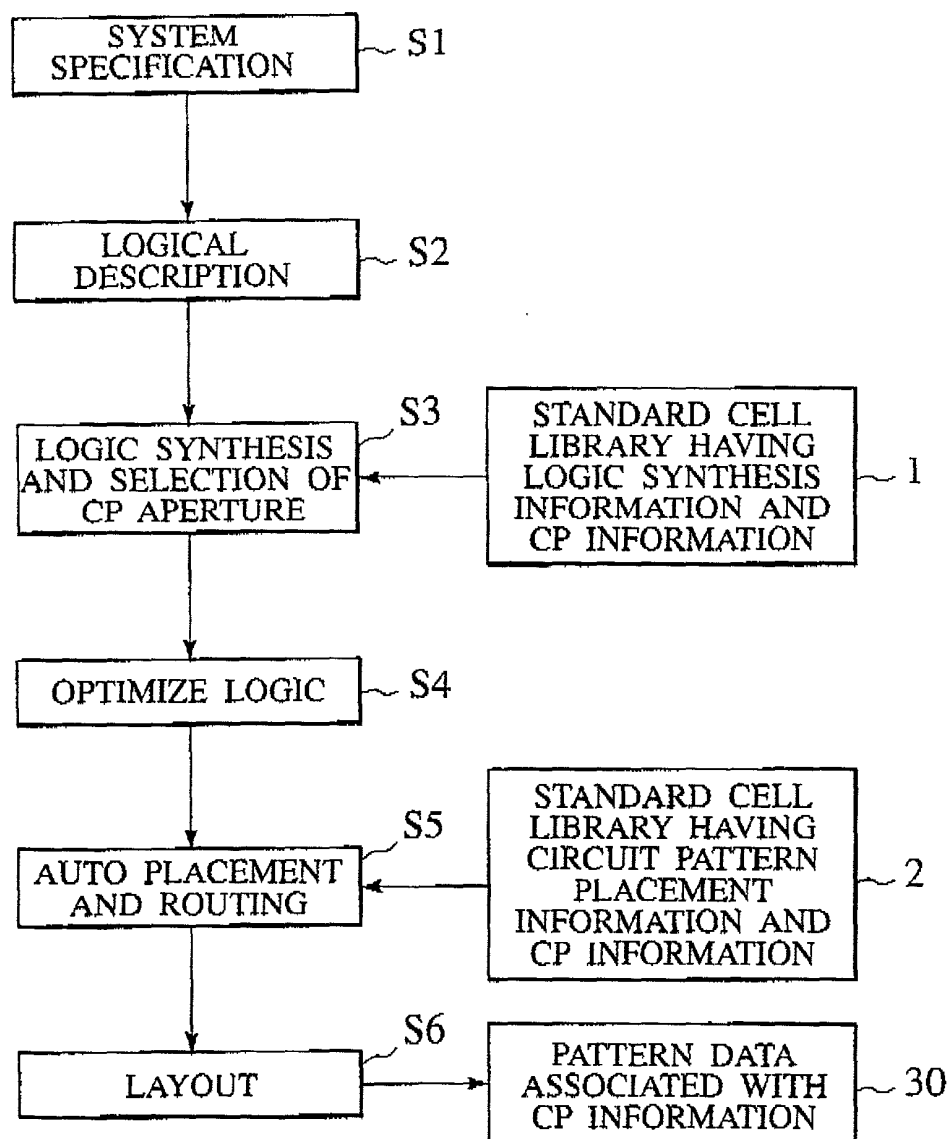 SYSTEM
SPECIFICATION
S1
LOGICAL
DESCRIPTION
S2
S3
LOGIC SYNTHESIS
AND SELECTION OF
CP APERTURE
STANDARD CELL
LIBRARY HAVING
LOGIC SYNTHESIS
INFORMATION AND
CP INFORMATION
1
OPTIMIZE LOGIC
S4
S5
AUTO PLACEMENT
AND ROUTING
STANDARD CELL
LIBRARY HAVING
CIRCUIT PATTERN
PLACEMENT
INFORMATION AND
CP INFORMATION
2
S6
LAYOUT
PATTERN DATA
ASSOCIATED WITH
CP INFORMATION
30